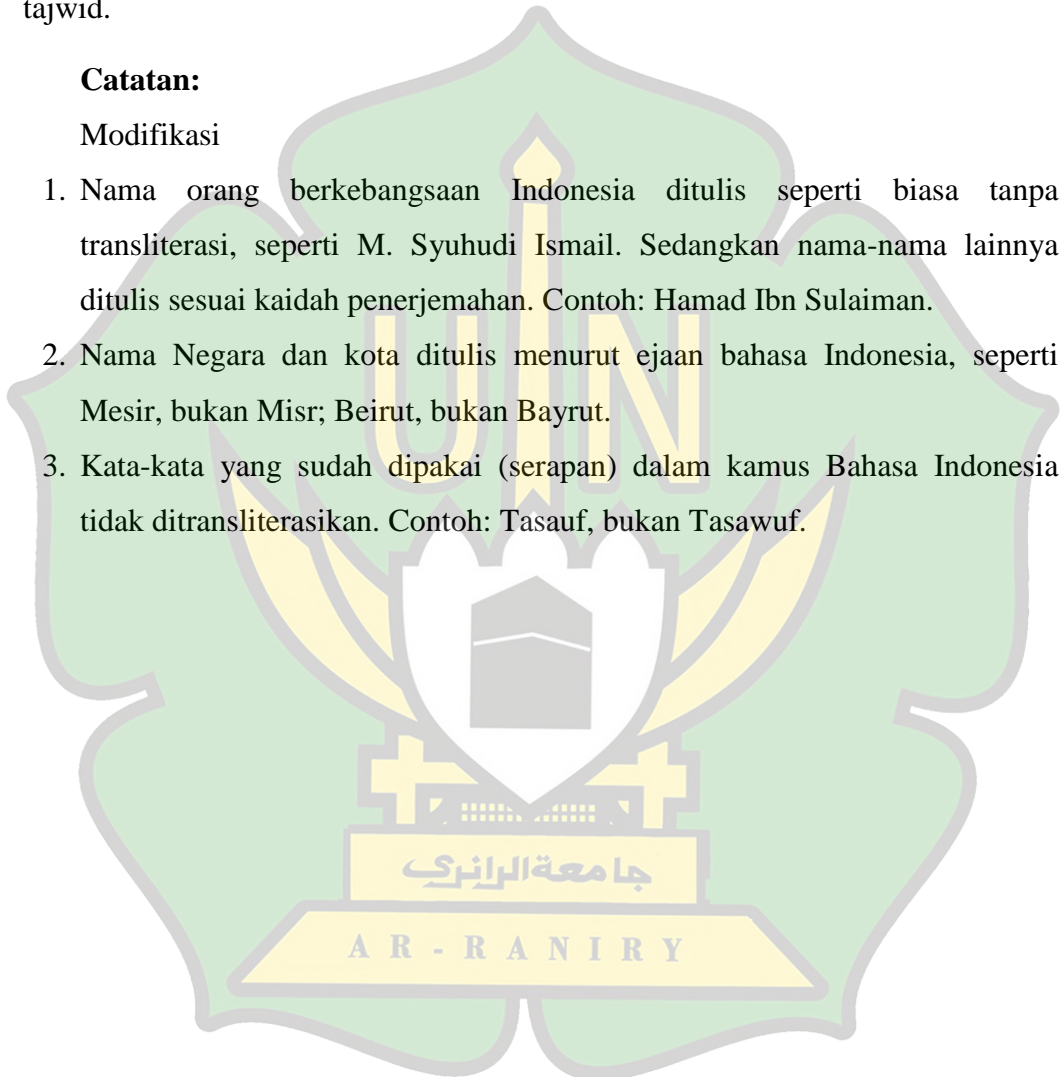 tajwid.
Catatan:
Modifikasi
1. Nama orang berkebangsaan Indonesia ditulis seperti biasa tanpa
transliterasi, seperti M. Syuhudi Ismail. Sedangkan nama-nama lainnya
ditulis sesuai kaidah penerjemahan. Contoh: Hamad Ibn Sulaiman.
2. Nama Negara dan kota ditulis menurut ejaan bahasa Indonesia, seperti
Mesir, bukan Misr; Beirut, bukan Bayrut.
3. Kata-kata yang sudah dipakai (serapan) dalam kamus Bahasa Indonesia
tidak ditransliterasikan. Contoh: Tasauf, bukan Tasawuf.
UIN
جامعةالرانري
AR-RANIRY